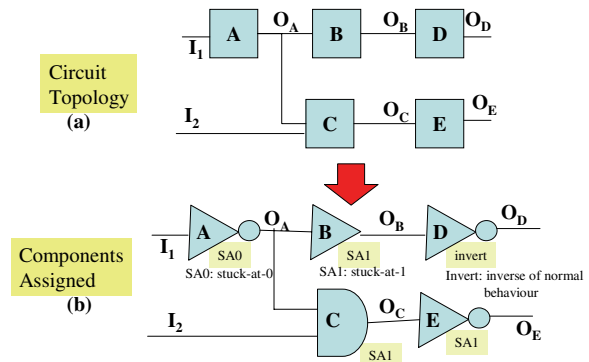 Circuit
Topology
(a)
I1
A
OA
B
OB
D
OD
I2
C
OC
E
OE
Components
Assigned
(b)
I1
A
SA0
SA0: stuck-at-0
OA
B
SA1
SA1: stuck-at-1
OB
D
invert
Invert: inverse of normal
behaviour
OD
I2
C
SA1
OC
E
SA1
OE